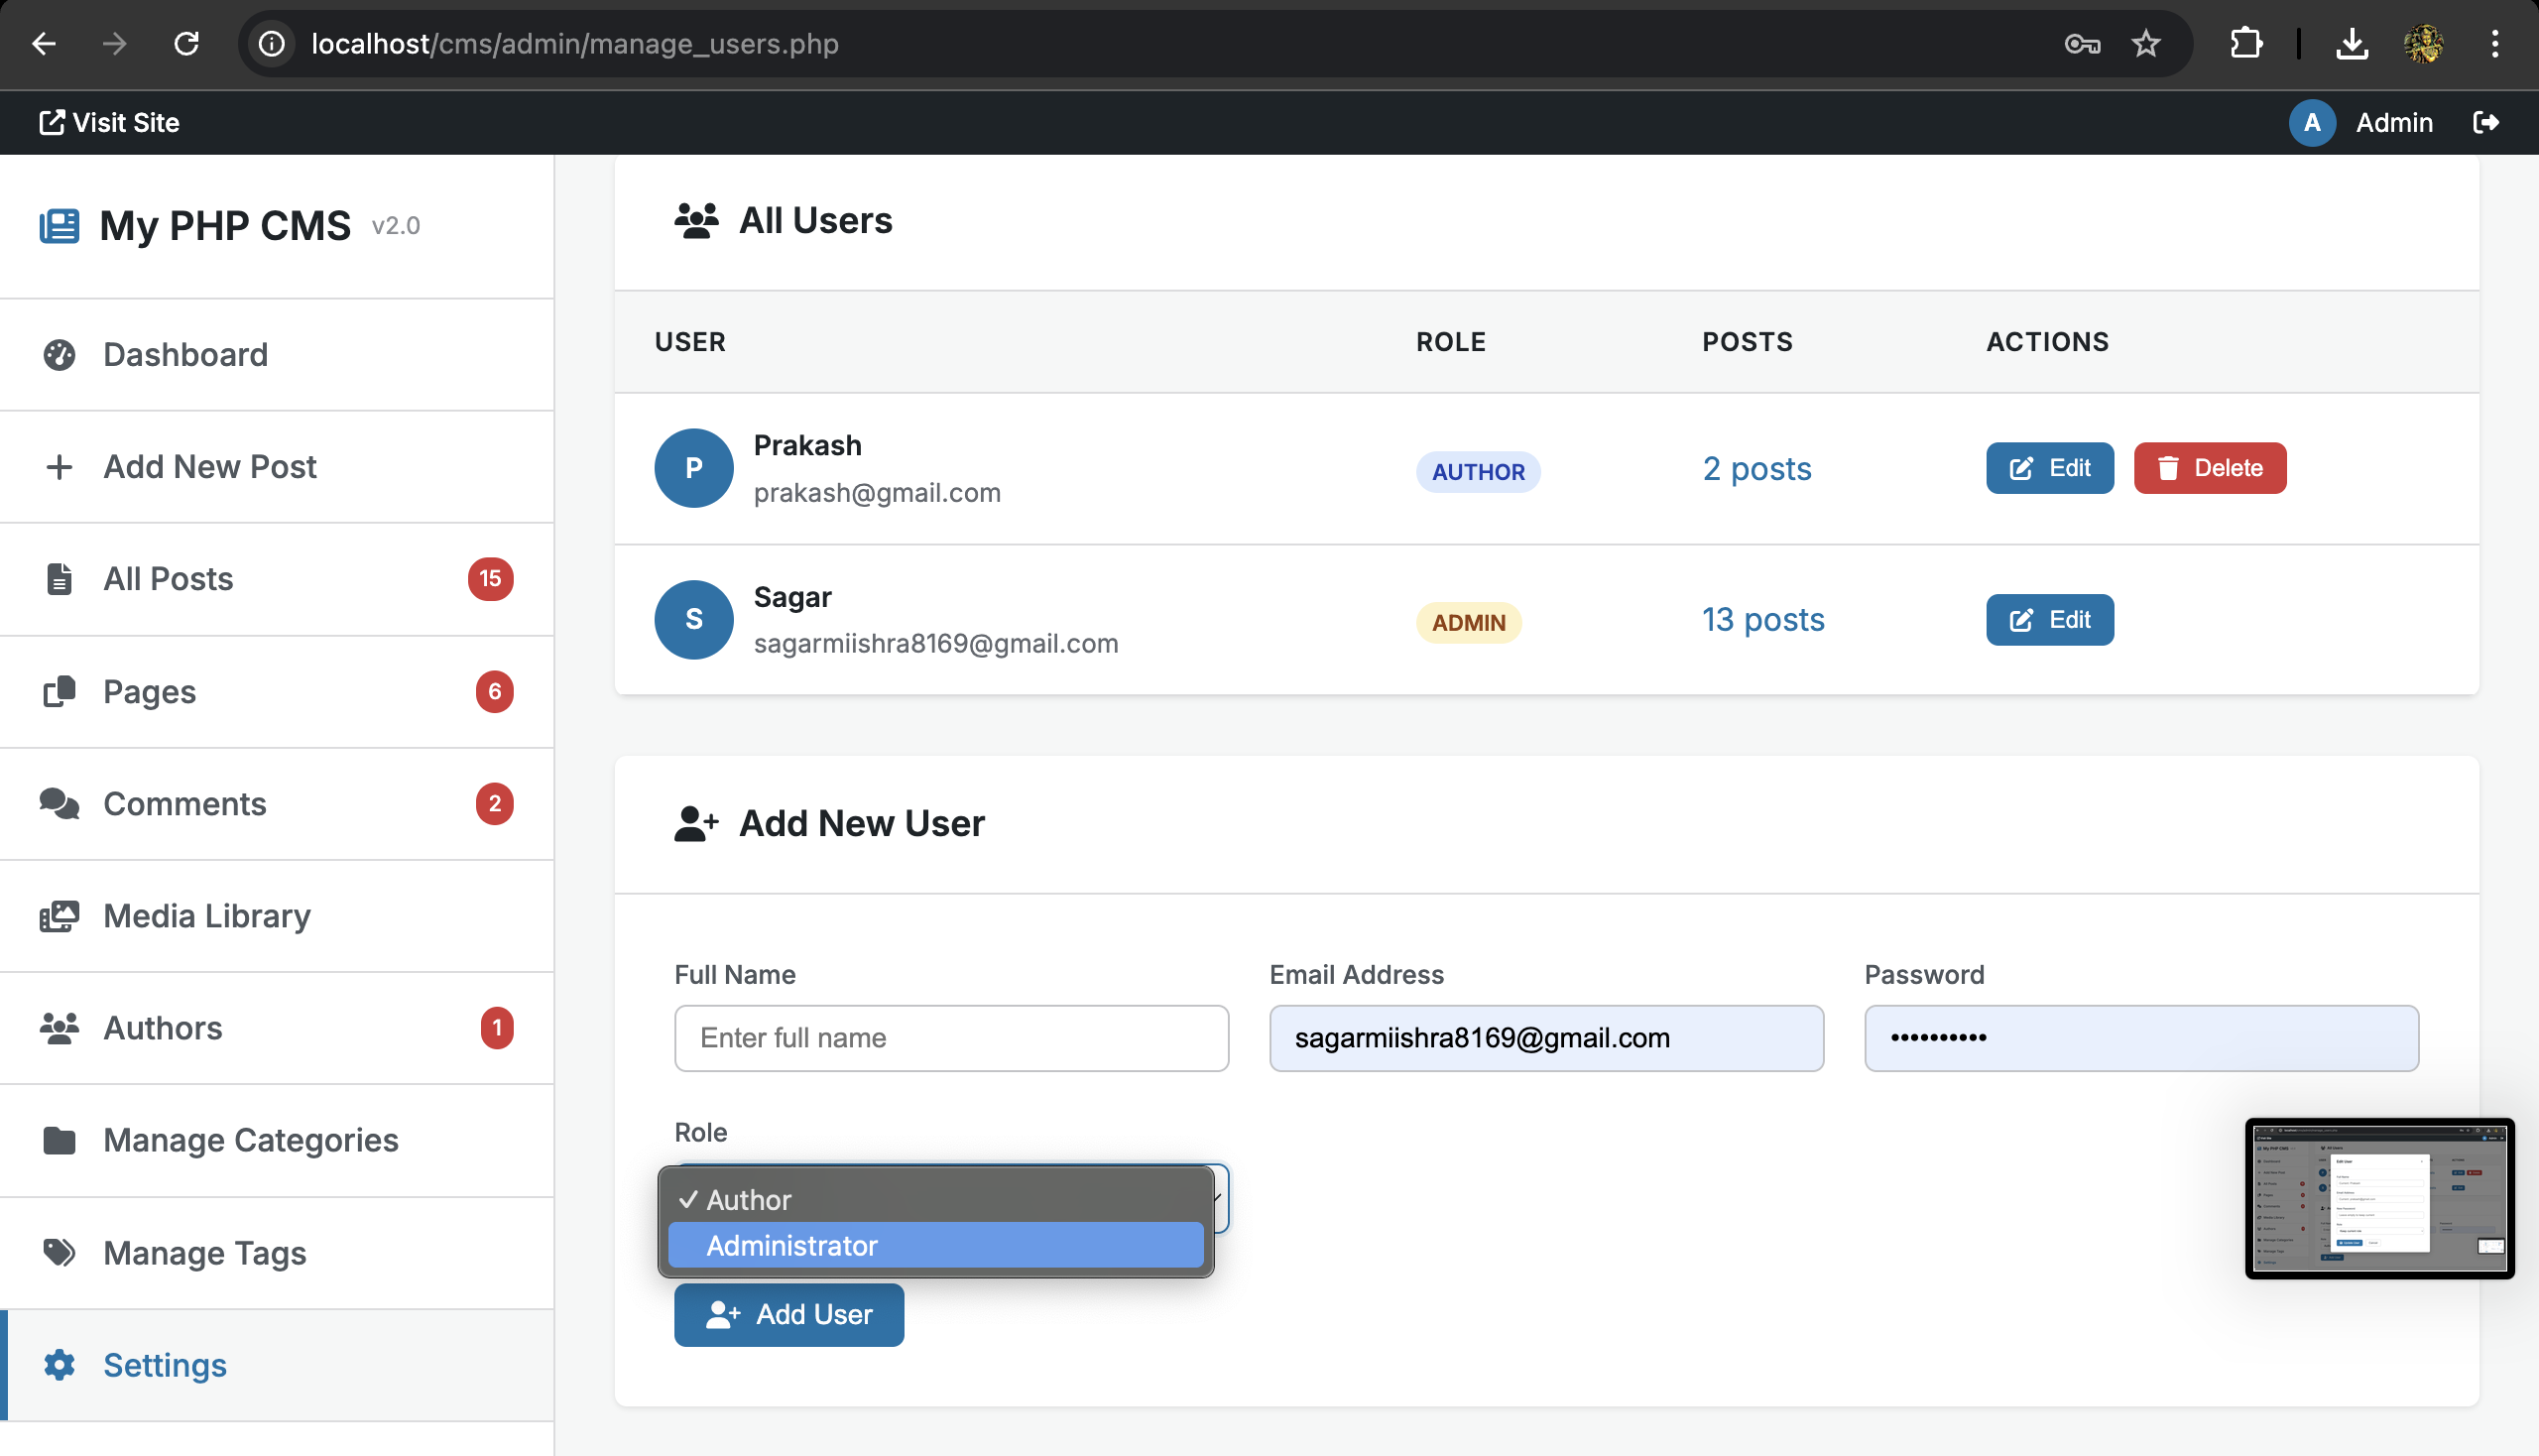 localhost/cms/admin/manage_users.php
Visit Site
A Admin
My PHP CMS v2.0
Dashboard
Add New Post
All Posts 15
Pages 6
Comments 2
Media Library
Authors 1
Manage Categories
Manage Tags
Settings
All Users
USER ROLE POSTS ACTIONS
P Prakash
prakash@gmail.com
AUTHOR 2 posts Edit Delete
S Sagar
sagarmiishra8169@gmail.com
ADMIN 13 posts Edit
Add New User
Full Name Email Address Password
Enter full name sagarmiishra8169@gmail.com ••••••••••
Role
✓ Author
Administrator
Add User